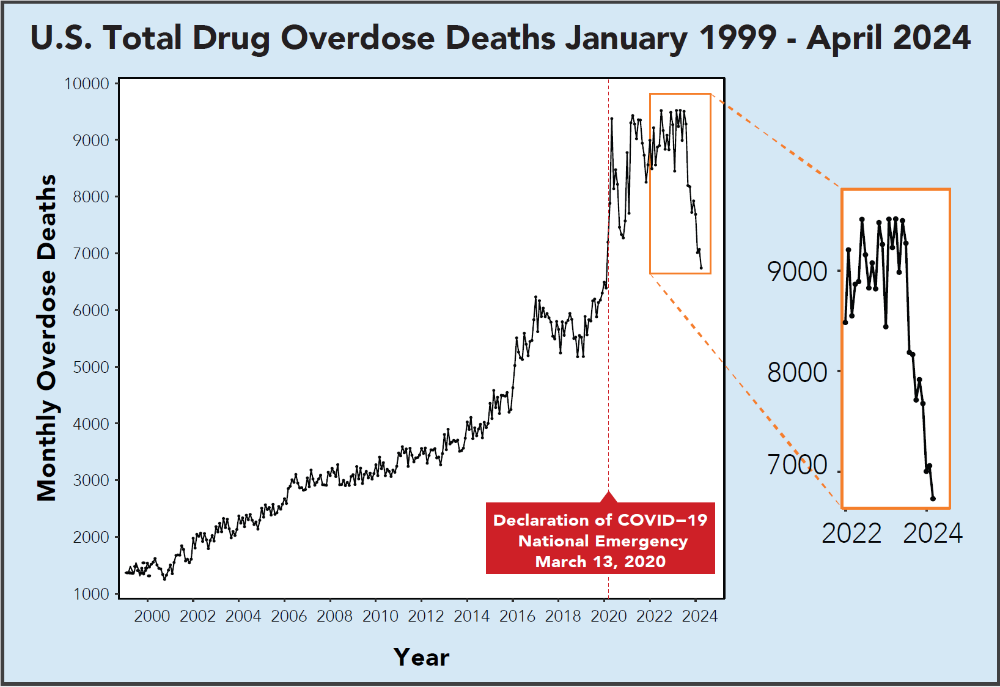 U.S. Total Drug Overdose Deaths January 1999 - April 2024
Monthly Overdose Deaths
10000
9000
8000
7000
6000
5000
4000
3000
2000
1000
2000 2002 2004 2006 2008 2010 2012 2014 2016 2018 2020 2022 2024
Year
Declaration of COVID–19
National Emergency
March 13, 2020
9000
8000
7000
2022 2024